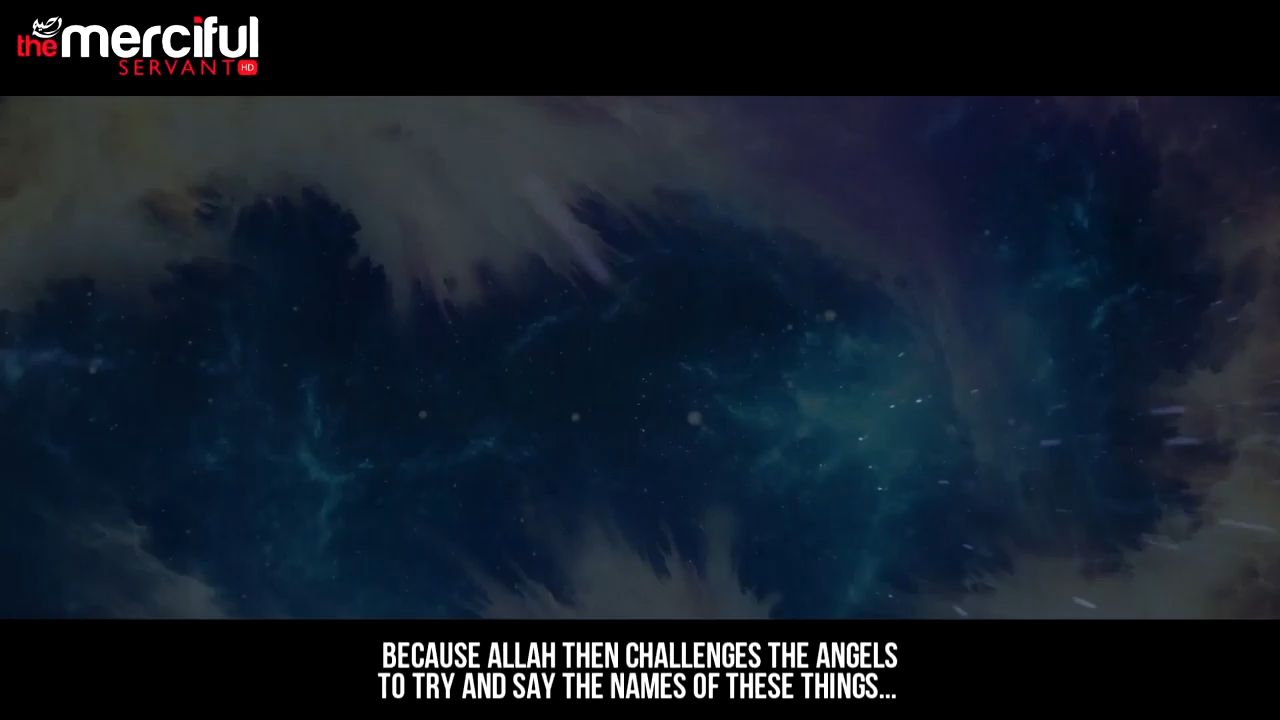 the merciful
SERVANT HD
BECAUSE ALLAH THEN CHALLENGES THE ANGELS
TO TRY AND SAY THE NAMES OF THESE THINGS...